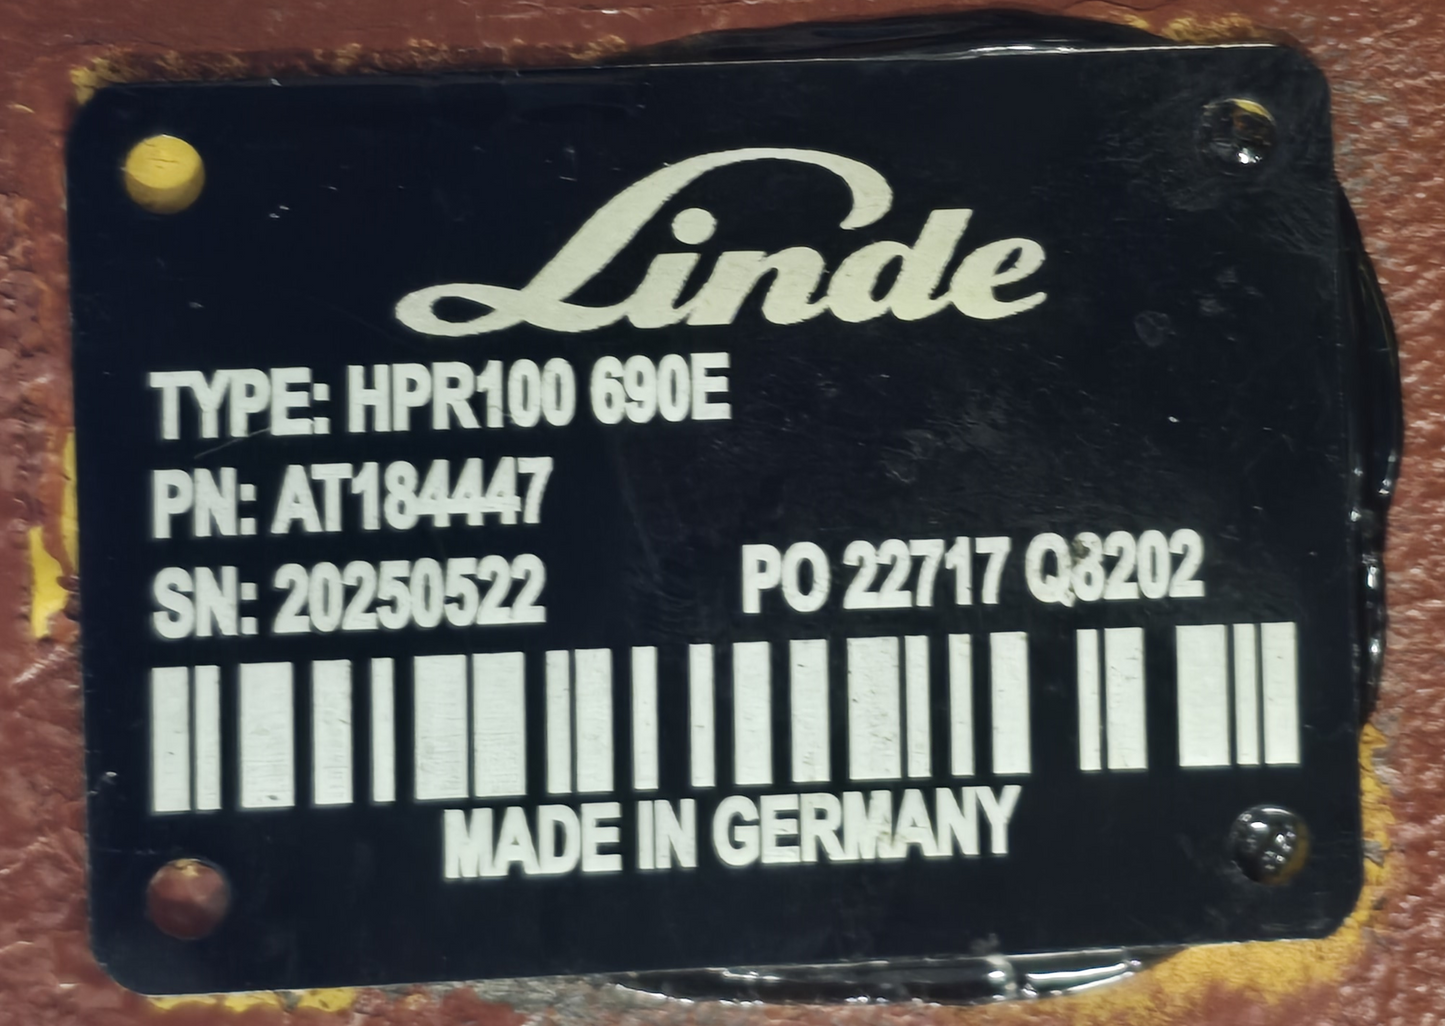 Linde
TYPE: HPR100 690E
PN: AT184447
SN: 20250522
PO 22717 Q8202
MADE IN GERMANY